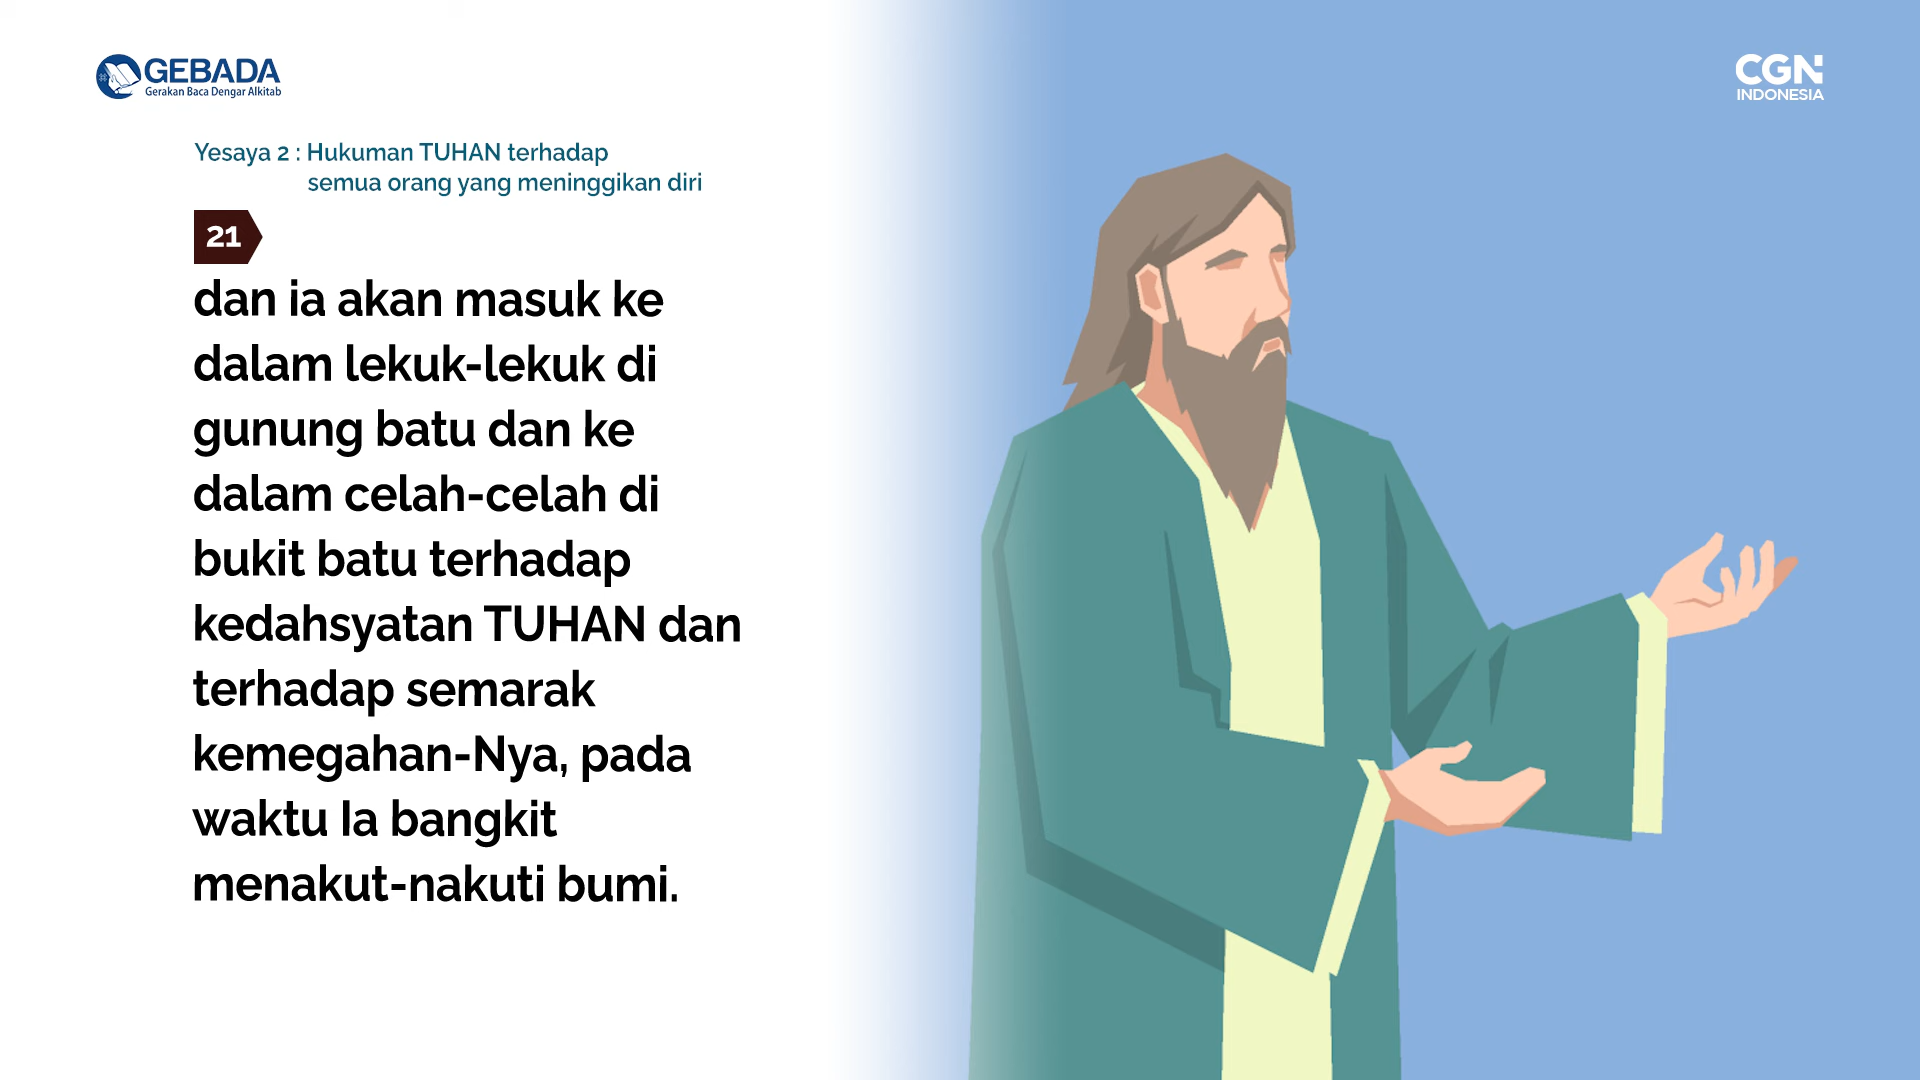 GEBADA
Gerakan Baca Dengar Alkitab
CGN
INDONESIA
Yesaya 2 : Hukuman TUHAN terhadap
semua orang yang meninggikan diri
21
dan ia akan masuk ke
dalam lekuk-lekuk di
gunung batu dan ke
dalam celah-celah di
bukit batu terhadap
kedahsyatan TUHAN dan
terhadap semarak
kemegahan-Nya, pada
waktu Ia bangkit
menakut-nakuti bumi.